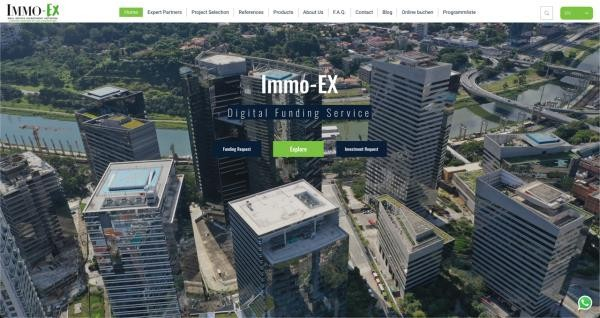 IMMO-EX
Home
Expert Partners
Project Selection
References
Products
About Us
F.A.Q.
Contact
Blog
Online buchen
Programmliste
Immo-EX
Digital Funding Service
Funding Request
Explore
Investment Request